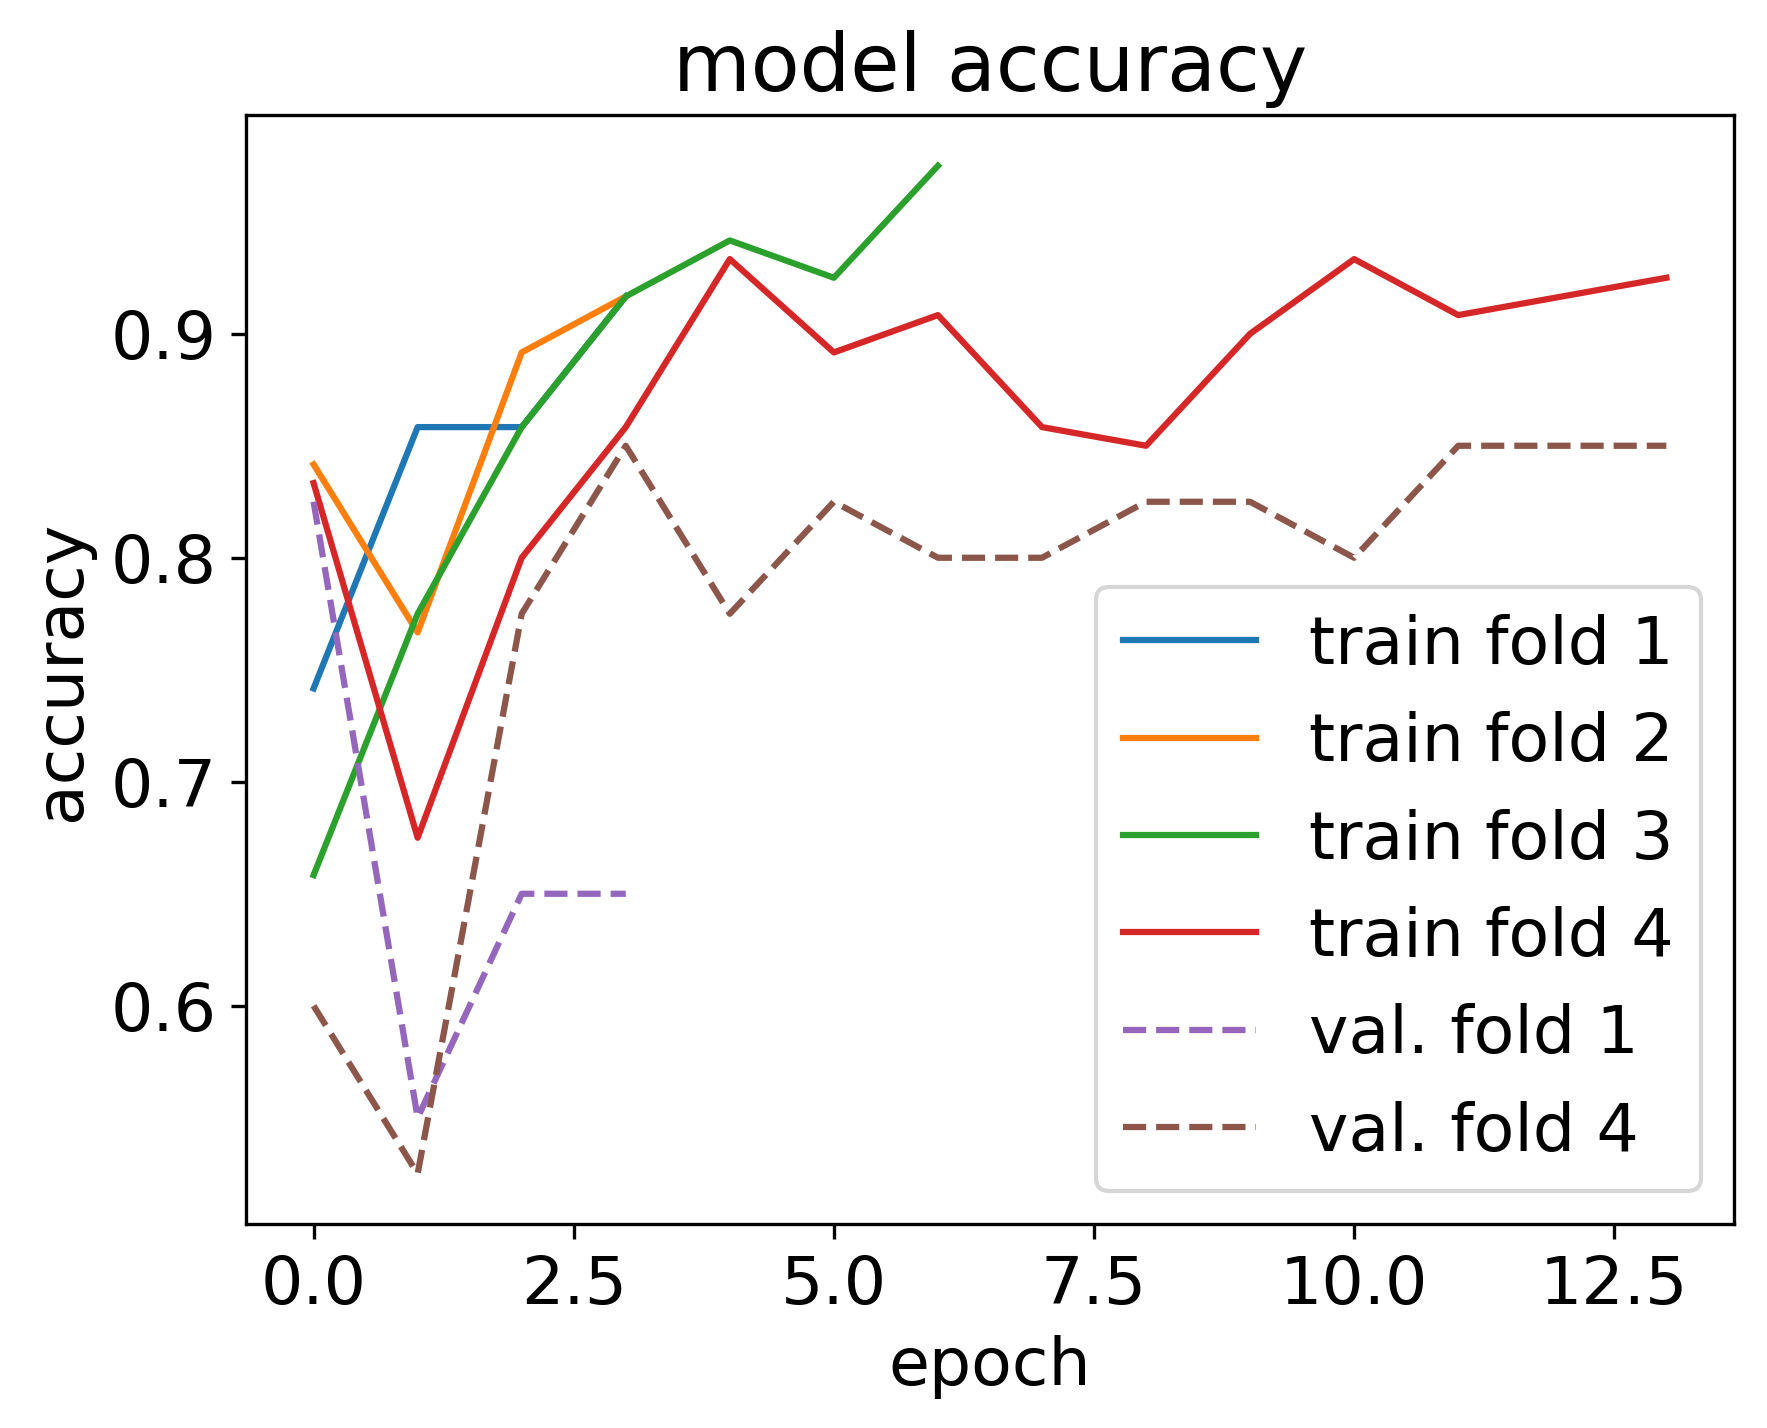 model accuracy
accuracy
0.9
0.8
0.7
0.6
train fold 1
train fold 2
train fold 3
train fold 4
val. fold 1
val. fold 4
0.0 2.5 5.0 7.5 10.0 12.5
epoch